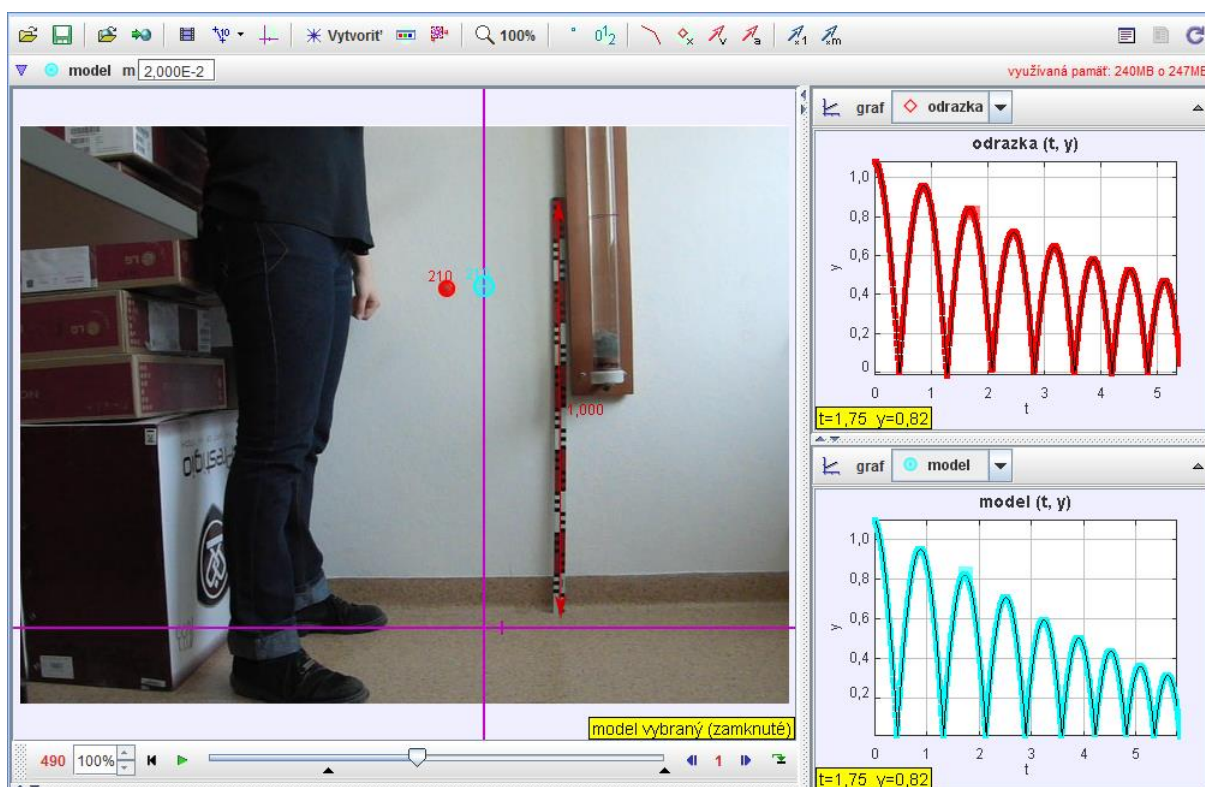 Vytvoriť 100%
model m 2,000E-2 využívaná pamäť: 240MB o 247MB
210
1,000
model vybraný (zamknuté)
490 100% 1
graf odrazka
odrazka (t, y)
1,0
0,8
0,6
0,4
0,2
0
y
0 1 2 3 4 5
t
t=1,75 y=0,82
graf model
model (t, y)
1,0
0,8
0,6
0,4
0,2
y
0 1 2 3 4 5
t
t=1,75 y=0,82